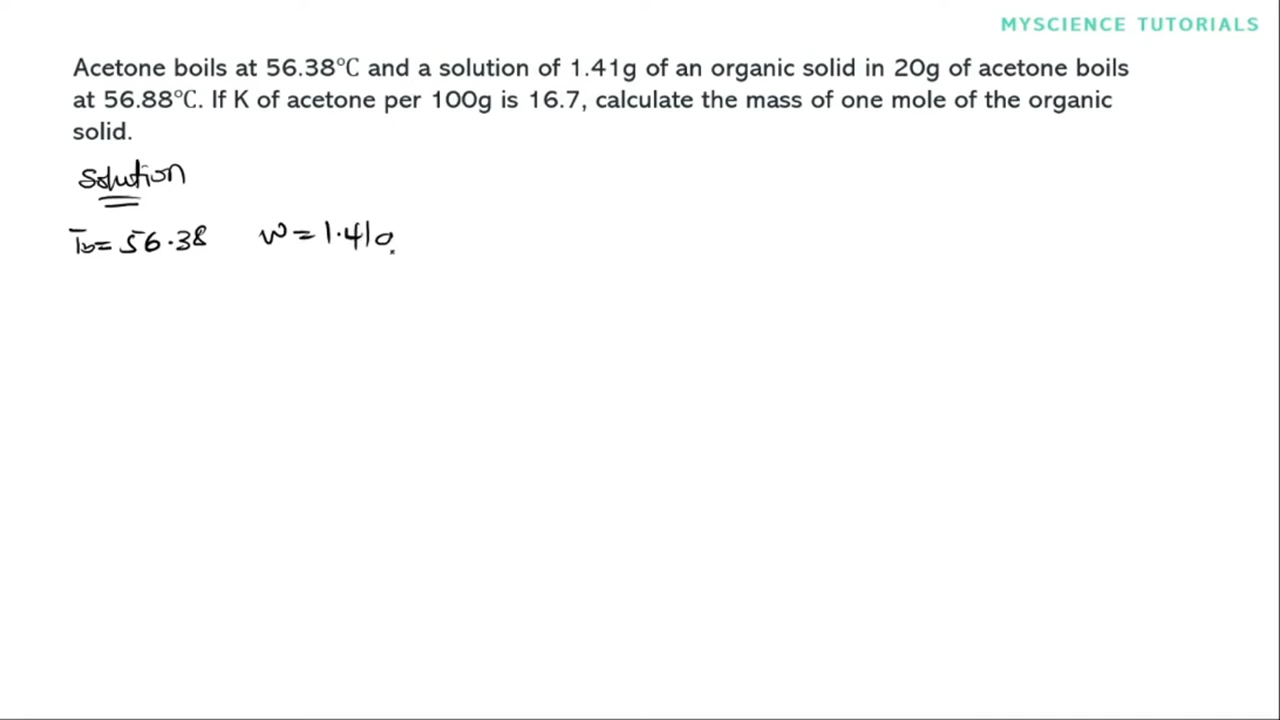 MYSCIENCE TUTORIALS
Acetone boils at 56.38℃ and a solution of 1.41g of an organic solid in 20g of acetone boils
at 56.88℃. If K of acetone per 100g is 16.7, calculate the mass of one mole of the organic
solid.
Solution
Tb = 56.38 w = 1.41g